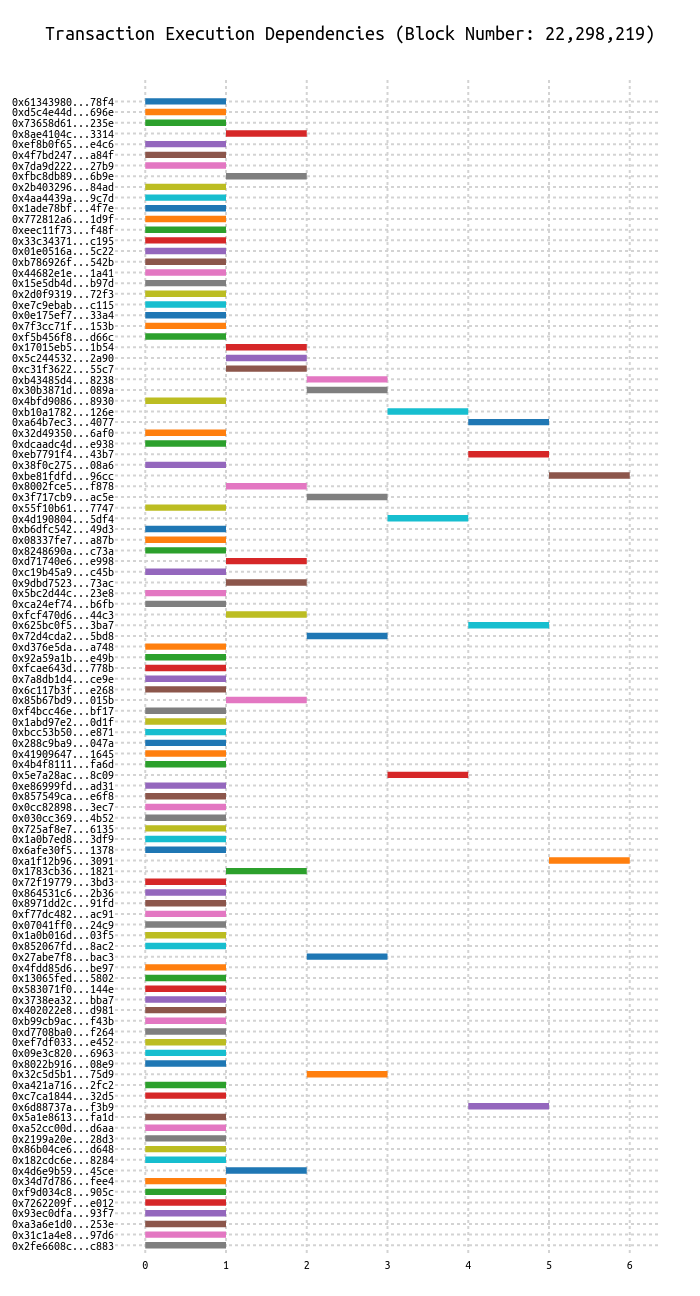 Transaction Execution Dependencies (Block Number: 22,298,219)
0x61343980...78f4
0xd5c4e44d...696e
0x73658d61...235e
0x8ae4104c...3314
0xef8b0f65...e4c6
0x4f7bd247...a84f
0x7da9d222...27b9
0xfbc8db89...6b9e
0x2b403296...84ad
0x4aa4439a...9c7d
0x1ade78bf...4f7e
0x772812a6...1d9f
0xeec11f73...f48f
0x33c34371...c195
0x01e0516a...5c22
0xb786926f...542b
0x44682e1e...1a41
0x15e5db4d...b97d
0x2d0f9319...72f3
0xe7c9ebab...c115
0x0e175ef7...33a4
0x7f3cc71f...153b
0xf5b456f8...d66c
0x17015eb5...1b54
0x5c244532...2a90
0xc31f3622...55c7
0xb43485d4...8238
0x30b3871d...089a
0x4bfd9086...8930
0xb10a1782...126e
0xa64b7ec3...4077
0x32d49350...6af0
0xdcaadc4d...e938
0xeb7791f4...43b7
0x38f0c275...08a6
0xbe81fdfd...96cc
0x8002fce5...f878
0x3f717cb9...ac5e
0x55f10b61...7747
0x4d190804...5df4
0xb6dfc542...49d3
0x08337fe7...a87b
0x8248690a...c73a
0xd71740e6...e998
0xc19b45a9...c45b
0x9dbd7523...73ac
0x5bc2d44c...23e8
0xca24ef74...b6fb
0xfcf470d6...44c3
0x625bc0f5...3ba7
0x72d4cda2...5bd8
0xd376e5da...a748
0x92a59a1b...e49b
0xfcae643d...778b
0x7a8db1d4...ce9e
0x6c117b3f...e268
0x85b67bd9...015b
0xf4bcc46e...bf17
0x1abd97e2...0d1f
0xbcc53b50...e871
0x288c9ba9...047a
0x41909647...1645
0x4b4f8111...fa6d
0x5e7a28ac...8c09
0xe86999fd...ad31
0x857549ca...e6f8
0x0cc82898...3ec7
0x030cc369...4b52
0x725af8e7...6135
0x1a0b7ed8...3df9
0x6afe30f5...1378
0xa1f12b96...3091
0x1783cb36...1821
0x72f19779...3bd3
0x864531c6...2b36
0x8971dd2c...91fd
0xf77dc482...ac91
0x07041ff0...24c9
0x1a0b016d...03f5
0x852067fd...8ac2
0x27abe7f8...bac3
0x4fdd85d6...be97
0x13065fed...5802
0x583071f0...144e
0x3738ea32...bba7
0x402022e8...d981
0xb99cb9ac...f43b
0xd7708ba0...f264
0xef7df033...e452
0x09e3c820...6963
0x8022b916...08e9
0x32c5d5b1...75d9
0xa421a716...2fc2
0xc7ca1844...32d5
0x6d88737a...f3b9
0x5a1e8613...fa1d
0xa52cc00d...d6aa
0x2199a20e...28d3
0x86b04ce6...d648
0x182cdc6e...8284
0x4d6e9b59...45ce
0x34d7d786...fee4
0xf9d034c8...905c
0x7262209f...e012
0x93ec0dfa...93f7
0xa3a6e1d0...253e
0x31c1a4e8...97d6
0x2fe6608c...c883
0 1 2 3 4 5 6